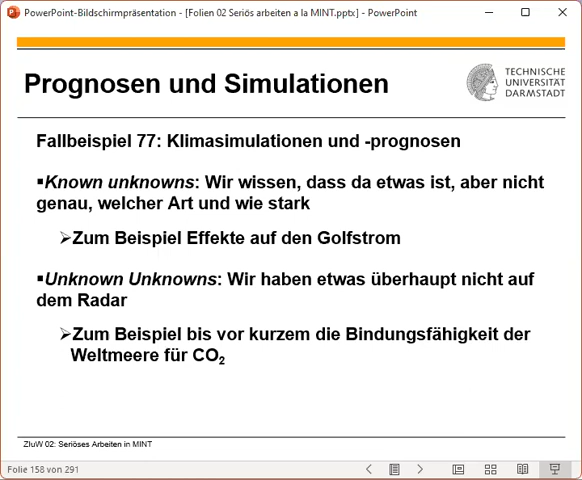 PowerPoint-Bildschirmpräsentation - [Folien 02 Seriös arbeiten a la MINT.pptx] - PowerPoint
Prognosen und Simulationen
TECHNISCHE
UNIVERSITÄT
DARMSTADT
Fallbeispiel 77: Klimasimulationen und -prognosen
▪Known unknowns: Wir wissen, dass da etwas ist, aber nicht
genau, welcher Art und wie stark
➢Zum Beispiel Effekte auf den Golfstrom
▪Unknown Unknowns: Wir haben etwas überhaupt nicht auf
dem Radar
➢Zum Beispiel bis vor kurzem die Bindungsfähigkeit der
Weltmeere für CO₂
ZIuW 02: Seriöses Arbeiten in MINT
Folie 158 von 291